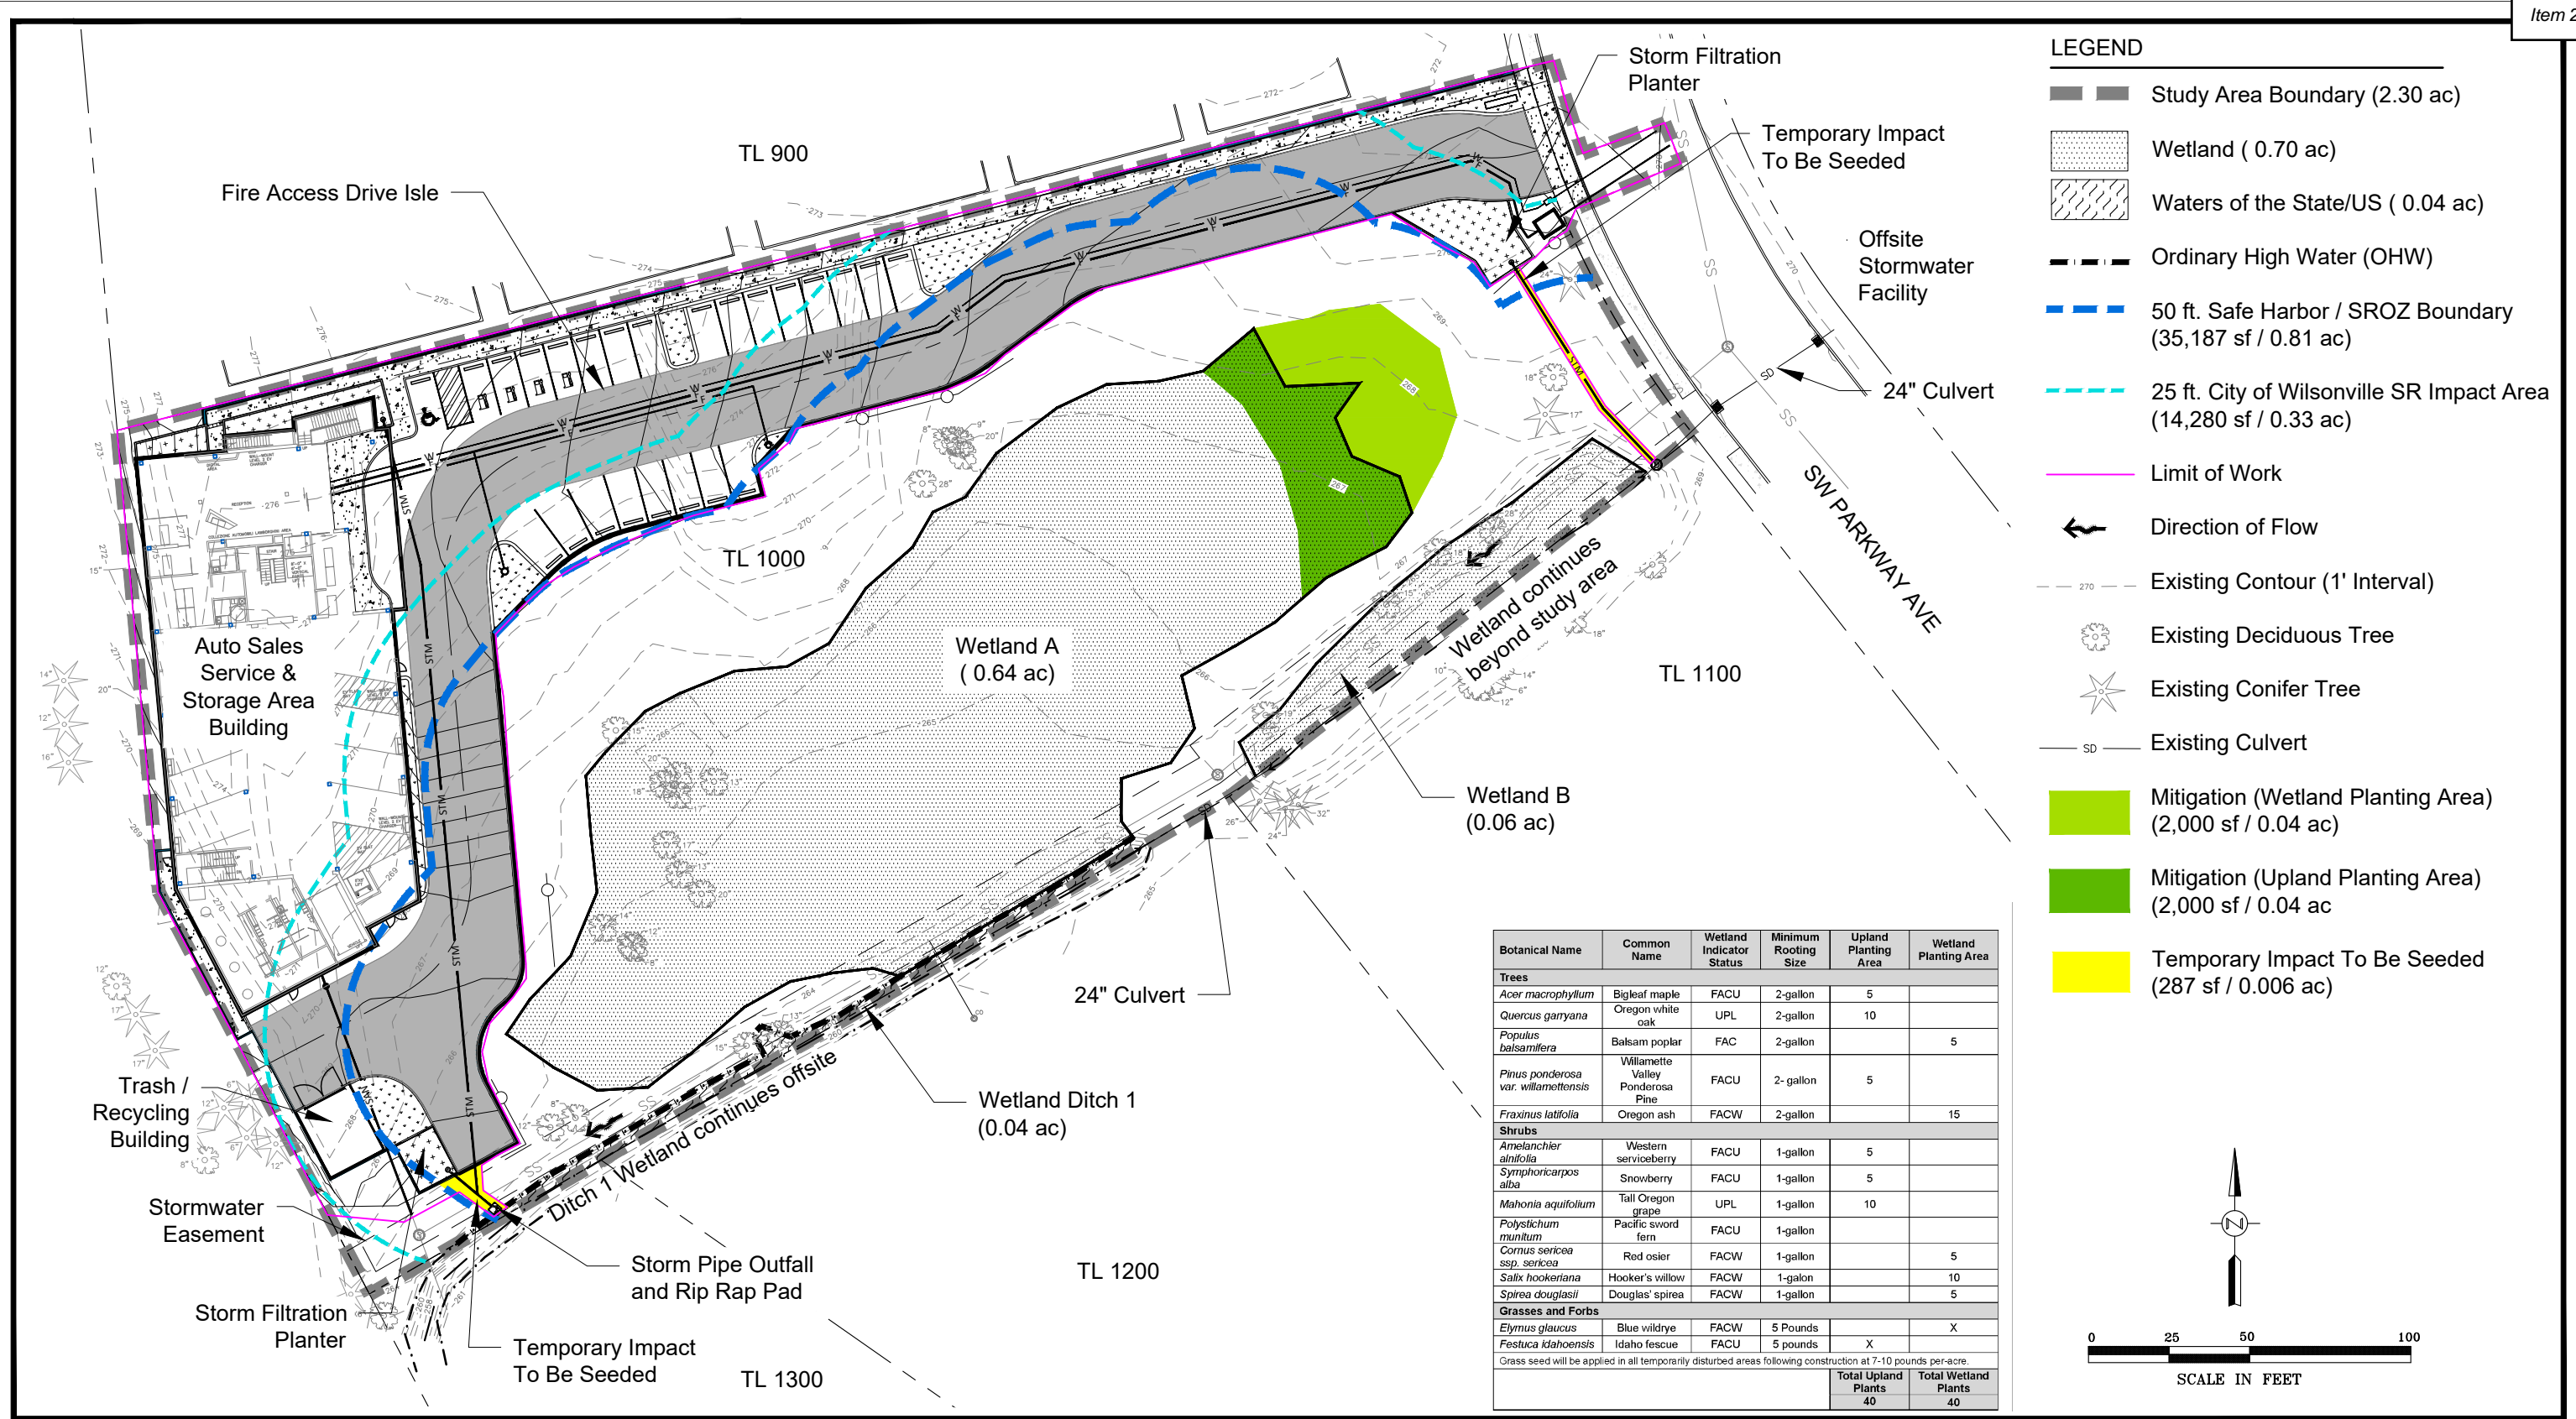 Item 2
LEGEND
Study Area Boundary (2.30 ac)
Wetland ( 0.70 ac)
Waters of the State/US ( 0.04 ac)
Ordinary High Water (OHW)
50 ft. Safe Harbor / SROZ Boundary
(35,187 sf / 0.81 ac)
25 ft. City of Wilsonville SR Impact Area
(14,280 sf / 0.33 ac)
Limit of Work
Direction of Flow
270 Existing Contour (1' Interval)
Existing Deciduous Tree
Existing Conifer Tree
SD Existing Culvert
Mitigation (Wetland Planting Area)
(2,000 sf / 0.04 ac)
Mitigation (Upland Planting Area)
(2,000 sf / 0.04 ac
Temporary Impact To Be Seeded
(287 sf / 0.006 ac)
Storm Filtration
Planter
Temporary Impact
To Be Seeded
TL 900
Fire Access Drive Isle
Offsite
Stormwater
Facility
24" Culvert
SW PARKWAY AVE
TL 1000
Wetland A
( 0.64 ac)
Wetland continues
beyond study area
TL 1100
Auto Sales
Service &
Storage Area
Building
Wetland B
(0.06 ac)
24" Culvert
Wetland Ditch 1
(0.04 ac)
Ditch 1 Wetland continues offsite
Trash /
Recycling
Building
Stormwater
Easement
Storm Filtration
Planter
Storm Pipe Outfall
and Rip Rap Pad
Temporary Impact
To Be Seeded
TL 1200
TL 1300
Botanical Name Common Name Wetland Indicator Status Minimum Rooting Size Upland Planting Area Wetland Planting Area
Trees
Acer macrophyllum Bigleaf maple FACU 2-gallon 5
Quercus garryana Oregon white oak UPL 2-gallon 10
Populus balsamifera Balsam poplar FAC 2-gallon 5
Pinus ponderosa var. willamettensis Willamette Valley Ponderosa Pine FACU 2- gallon 5
Fraxinus latifolia Oregon ash FACW 2-gallon 15
Shrubs
Amelanchier alnifolia Western serviceberry FACU 1-gallon 5
Symphoricarpos alba Snowberry FACU 1-gallon 5
Mahonia aquifolium Tall Oregon grape UPL 1-gallon 10
Polystichum munitum Pacific sword fern FACU 1-gallon
Cornus sericea ssp. sericea Red osier FACW 1-gallon 5
Salix hookeriana Hooker's willow FACW 1-galon 10
Spirea douglasii Douglas' spirea FACW 1-gallon 5
Grasses and Forbs
Elymus glaucus Blue wildrye FACW 5 Pounds X
Festuca idahoensis Idaho fescue FACU 5 pounds X
Grass seed will be applied in all temporarily disturbed areas following construction at 7-10 pounds per-acre.
Total Upland Plants Total Wetland Plants
40 40
N
0 25 50 100
SCALE IN FEET